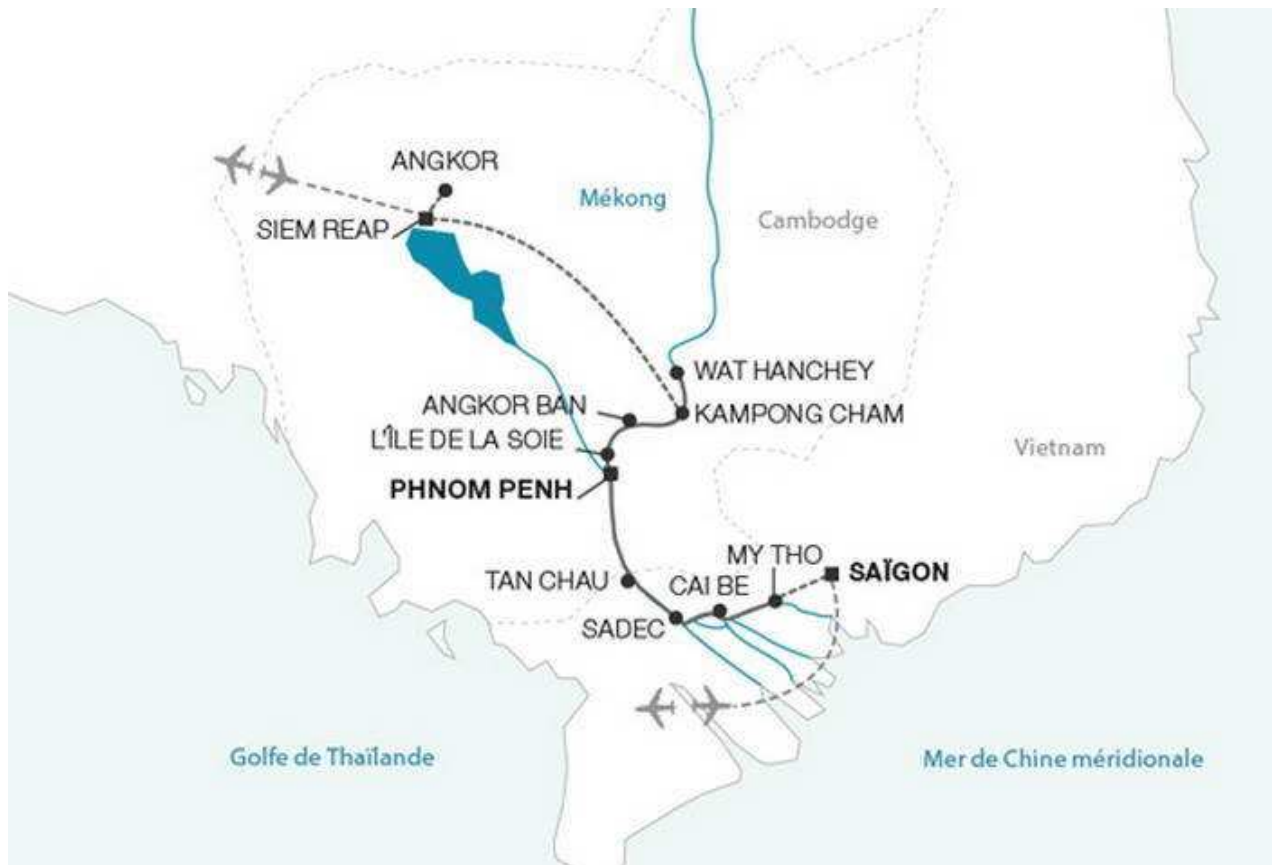 ANGKOR
SIEM REAP
Mékong
Cambodge
WAT HANCHEY
ANGKOR BAN
KAMPONG CHAM
L'ÎLE DE LA SOIE
Vietnam
PHNOM PENH
MY THO
SAÏGON
TAN CHAU
CAI BE
SADEC
Golfe de Thaïlande
Mer de Chine méridionale